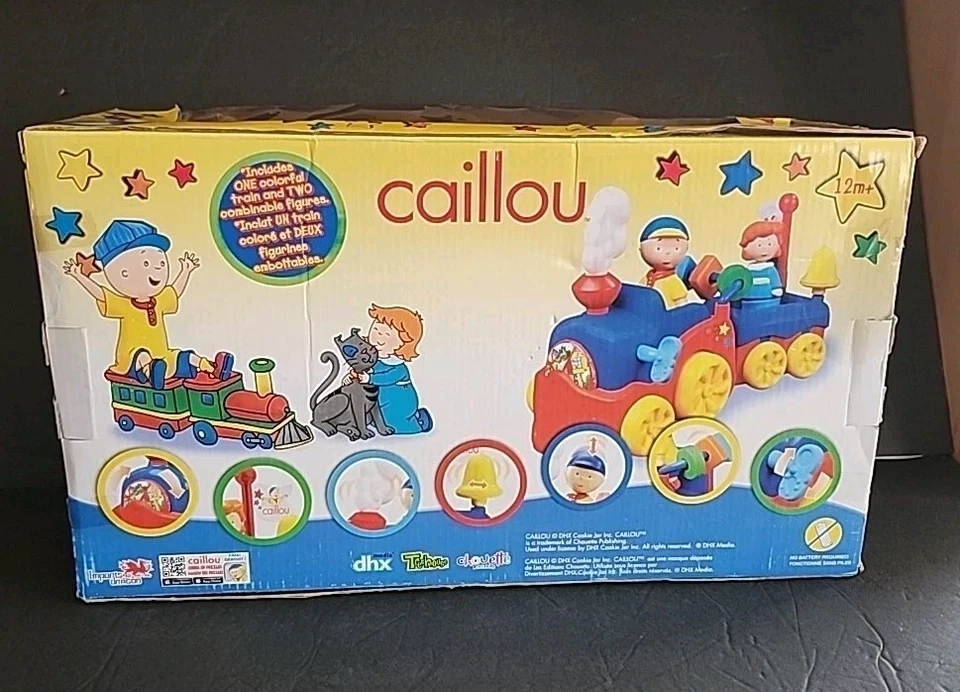 *Includes
ONE colorful
train and TWO
combinable figures.
*Inclut UN train
coloré et DEUX
figurines
emboîtables.
caillou
12m+
caillou
Imports
DRAGON
caillou
dhx
media
Treehouse
chouette
CAILLOU © DHX Cookie Jar Inc. CAILLOU™
is a trademark of Chouette Publishing.
Used under license by DHX Cookie Jar Inc. All rights reserved. © DHX Media.
CAILLOU © DHX Cookie Jar Inc. CAILLOU™ est une marque déposée
de Les Éditions Chouette. Utilisée sous licence par
Divertissement DHX Cookie Jar Inc. Tous droits réservés. © DHX Media.
NO BATTERY REQUIRED
FONCTIONNE SANS PILES